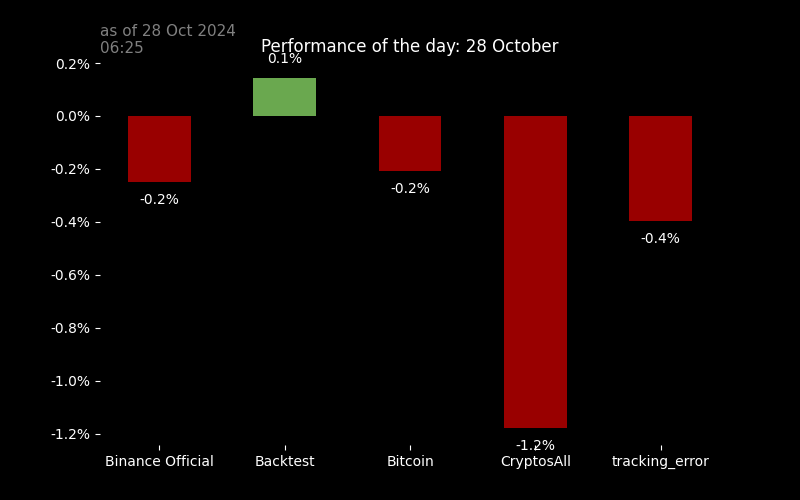 as of 28 Oct 2024
06:25
Performance of the day: 28 October
0.2%
0.0%
-0.2%
-0.4%
-0.6%
-0.8%
-1.0%
-1.2%
-0.2%
0.1%
-0.2%
-1.2%
-0.4%
Binance Official
Backtest
Bitcoin
CryptosAll
tracking_error